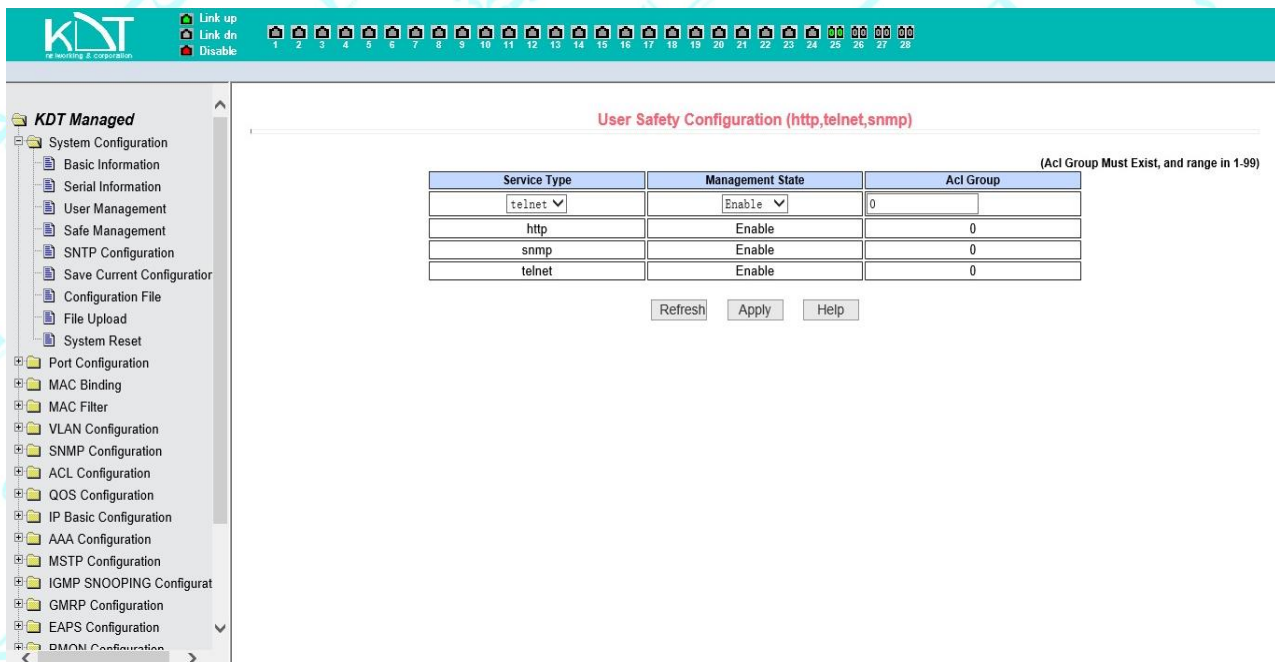 KDT
networking & corporation
Link up
Link dn
Disable
1 2 3 4 5 6 7 8 9 10 11 12 13 14 15 16 17 18 19 20 21 22 23 24 25 26 27 28
KDT Managed
System Configuration
Basic Information
Serial Information
User Management
Safe Management
SNTP Configuration
Save Current Configuration
Configuration File
File Upload
System Reset
Port Configuration
MAC Binding
MAC Filter
VLAN Configuration
SNMP Configuration
ACL Configuration
QOS Configuration
IP Basic Configuration
AAA Configuration
MSTP Configuration
IGMP SNOOPING Configurat
GMRP Configuration
EAPS Configuration
RMON Configuration
User Safety Configuration (http,telnet,snmp)
(Acl Group Must Exist, and range in 1-99)
Service Type Management State Acl Group
telnet Enable 0
http Enable 0
snmp Enable 0
telnet Enable 0
Refresh Apply Help